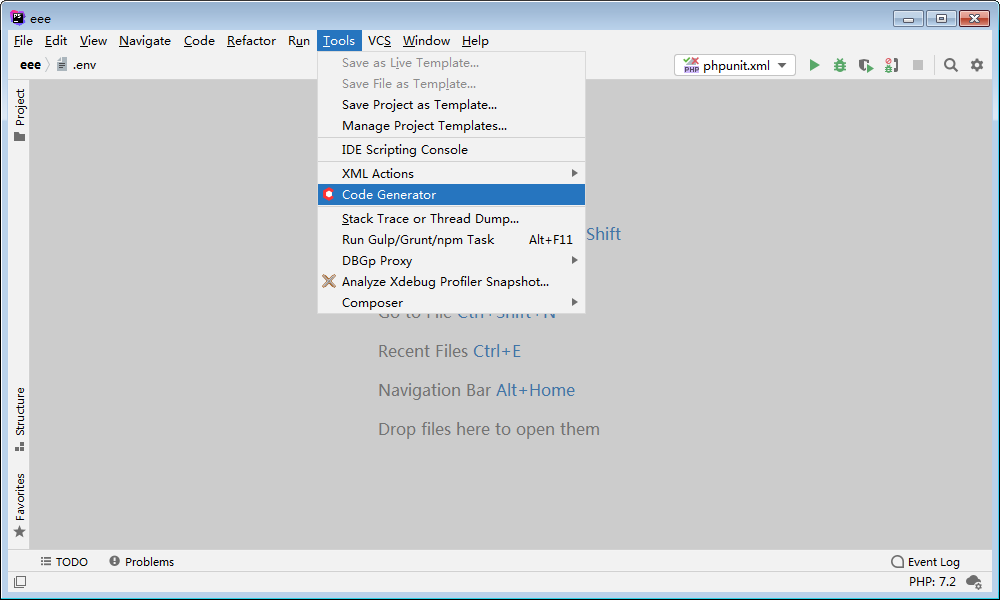 eee
File Edit View Navigate Code Refactor Run Tools VCS Window Help
eee .env
phpunit.xml
Project
Save as Live Template...
Save File as Template...
Save Project as Template...
Manage Project Templates...
IDE Scripting Console
XML Actions
Code Generator
Stack Trace or Thread Dump...
Run Gulp/Grunt/npm Task Alt+F11
DBGp Proxy
Analyze Xdebug Profiler Snapshot...
Composer
Shift
Go to File Ctrl+Shift+N
Recent Files Ctrl+E
Navigation Bar Alt+Home
Drop files here to open them
Structure
Favorites
TODO Problems Event Log
PHP: 7.2